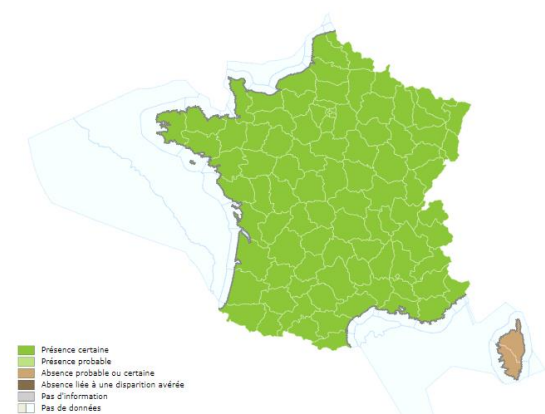 Présence certaine
Présence probable
Absence probable ou certaine
Absence liée à une disparition avérée
Pas d'information
Pas de données